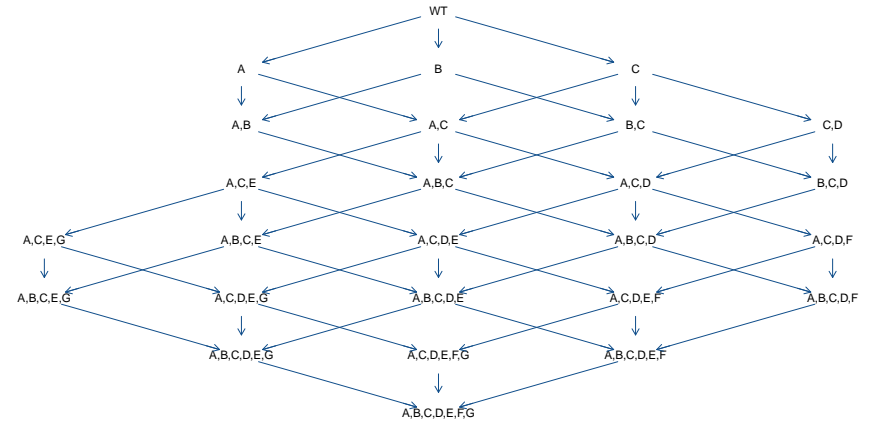 WT
A B C
A,B A,C B,C C,D
A,C,E A,B,C A,C,D B,C,D
A,C,E,G A,B,C,E A,C,D,E A,B,C,D A,C,D,F
A,B,C,E,G A,C,D,E,G A,B,C,D,E A,C,D,E,F A,B,C,D,F
A,B,C,D,E,G A,C,D,E,F,G A,B,C,D,E,F
A,B,C,D,E,F,G